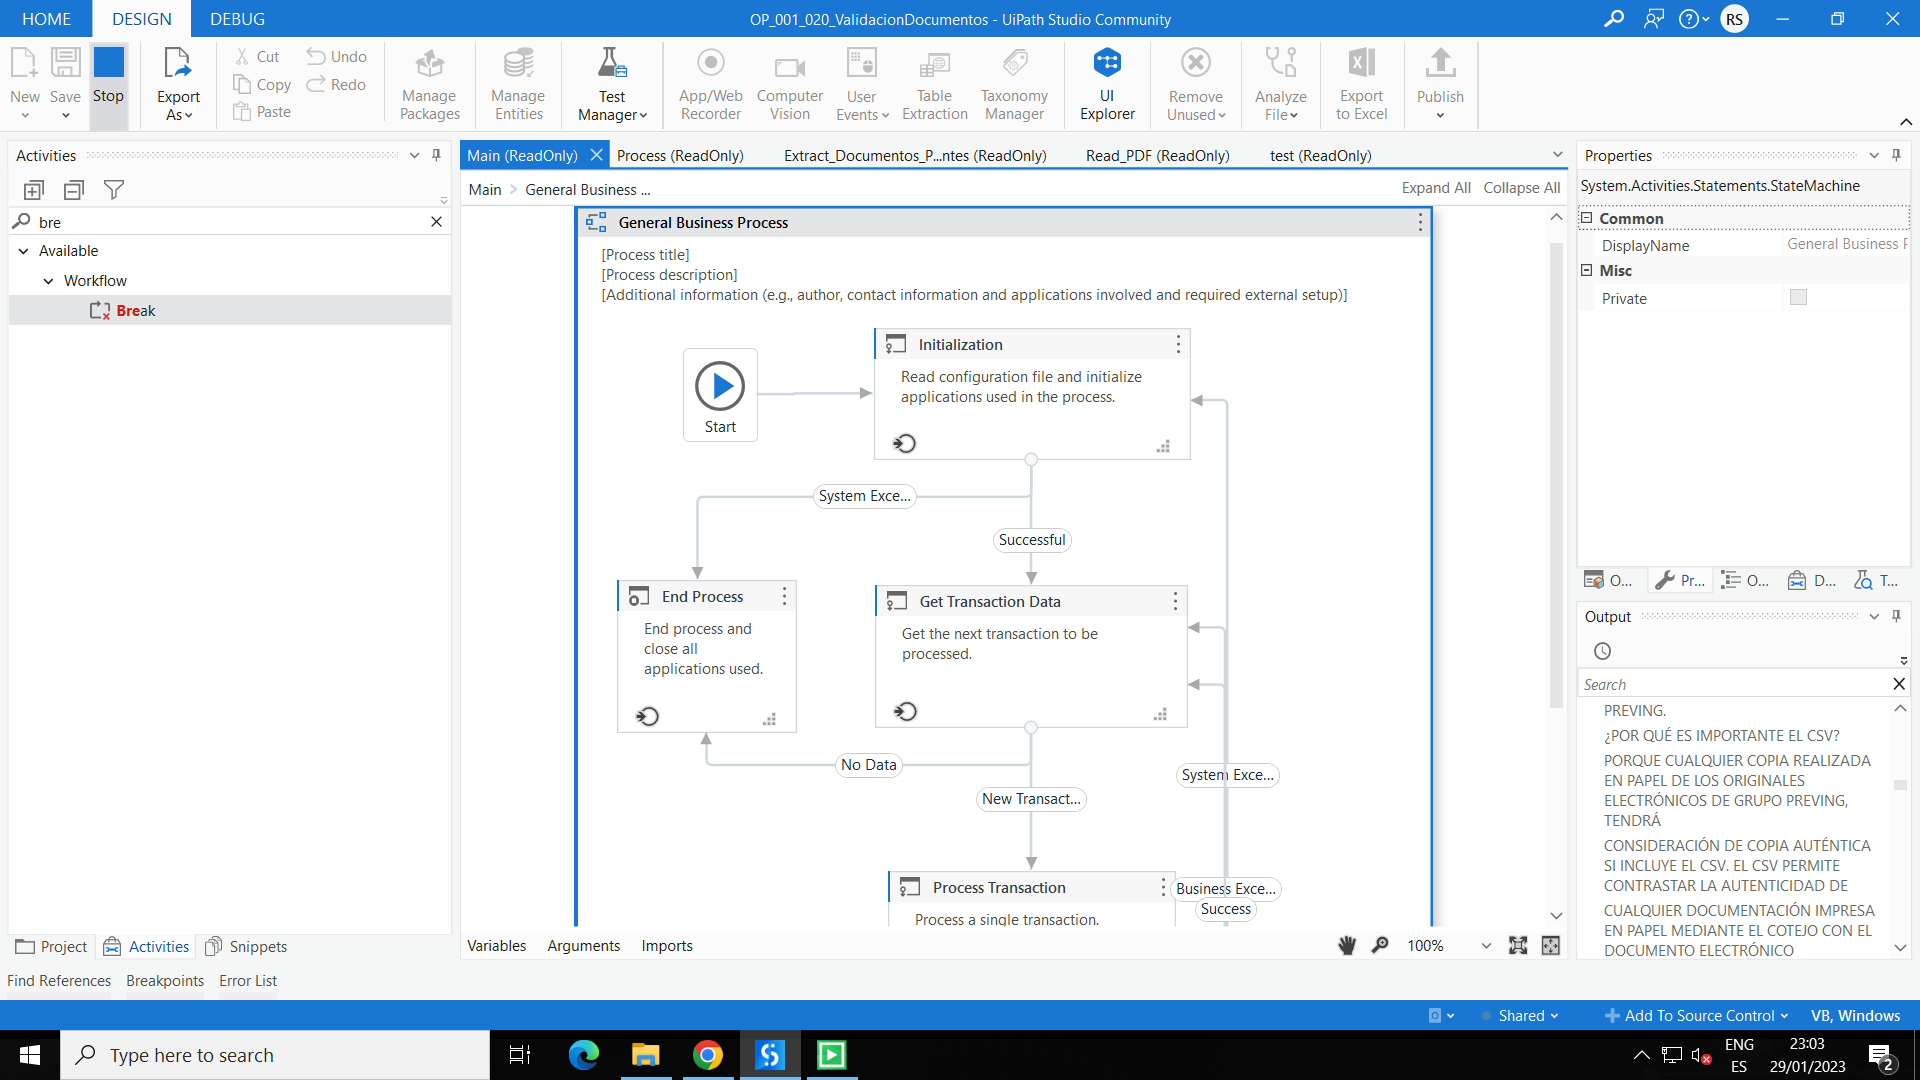 HOME DESIGN DEBUG
OP_001_020_ValidacionDocumentos - UiPath Studio Community
RS
New
Save
Stop
Export As
Cut
Copy
Paste
Undo
Redo
Manage Packages
Manage Entities
Test Manager
App/Web Recorder
Computer Vision
User Events
Table Extraction
Taxonomy Manager
UI Explorer
Remove Unused
Analyze File
Export to Excel
Publish
Activities
bre
Available
Workflow
Break
Project Activities Snippets
Find References Breakpoints Error List
Main (ReadOnly)
Process (ReadOnly)
Extract_Documentos_P...ntes (ReadOnly)
Read_PDF (ReadOnly)
test (ReadOnly)
Main > General Business ...
Expand All Collapse All
General Business Process
[Process title]
[Process description]
[Additional information (e.g., author, contact information and applications involved and required external setup)]
Start
Initialization
Read configuration file and initialize
applications used in the process.
System Exce...
Successful
End Process
End process and
close all
applications used.
Get Transaction Data
Get the next transaction to be
processed.
No Data
System Exce...
New Transact...
Process Transaction
Process a single transaction.
Business Exce...
Success
Variables Arguments Imports
100%
Properties
System.Activities.Statements.StateMachine
Common
DisplayName General Business
Misc
Private
O... Pr... O... D... T...
Output
Search
PREVING.
¿POR QUÉ ES IMPORTANTE EL CSV?
PORQUE CUALQUIER COPIA REALIZADA
EN PAPEL DE LOS ORIGINALES
ELECTRÓNICOS DE GRUPO PREVING,
TENDRÁ
CONSIDERACIÓN DE COPIA AUTÉNTICA
SI INCLUYE EL CSV. EL CSV PERMITE
CONTRASTAR LA AUTENTICIDAD DE
CUALQUIER DOCUMENTACIÓN IMPRESA
EN PAPEL MEDIANTE EL COTEJO CON EL
DOCUMENTO ELECTRÓNICO
Shared
Add To Source Control
VB, Windows
Type here to search
ENG
ES
23:03
29/01/2023
2